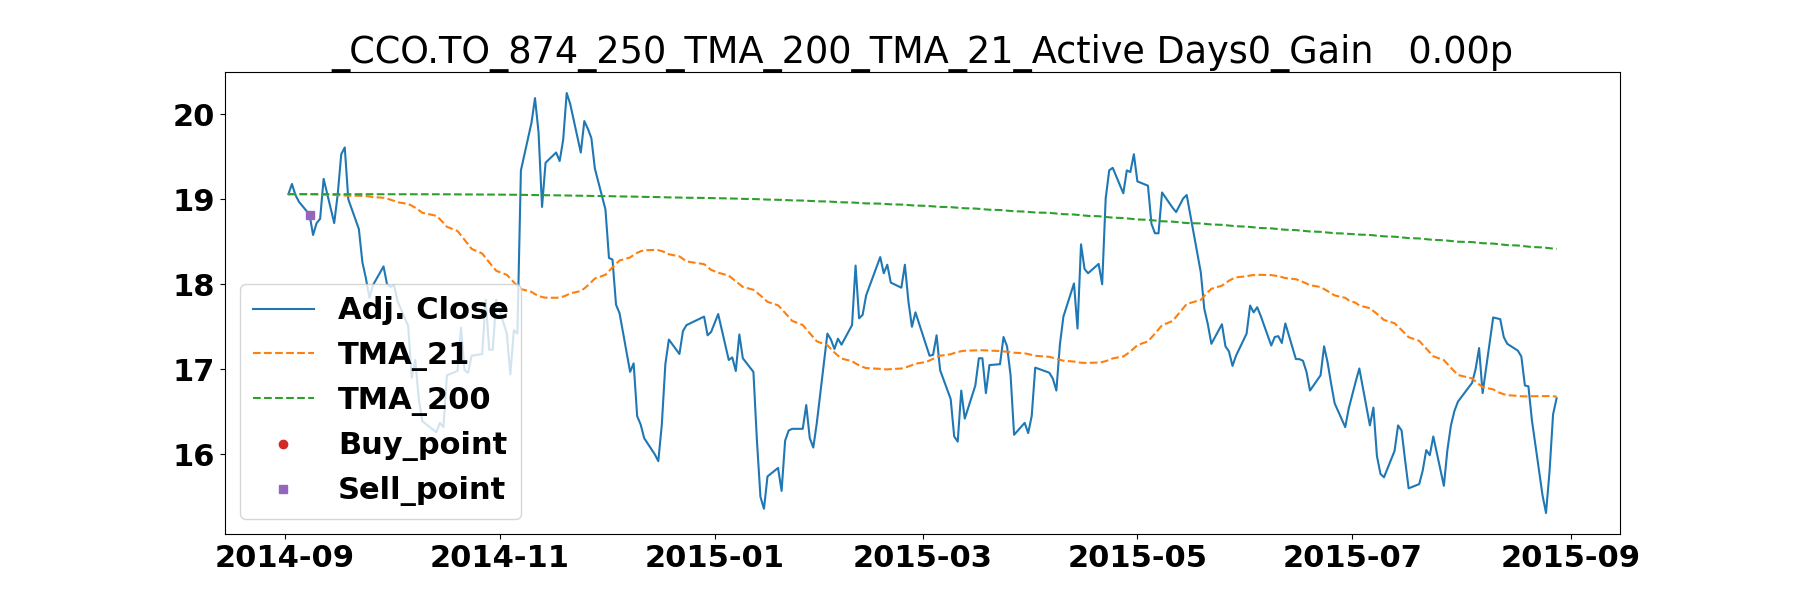 _CCO.TO_874_250_TMA_200_TMA_21_Active Days0_Gain   0.00p
20
19
18
17
16
Adj. Close
TMA_21
TMA_200
Buy_point
Sell_point
2014-09 2014-11 2015-01 2015-03 2015-05 2015-07 2015-09